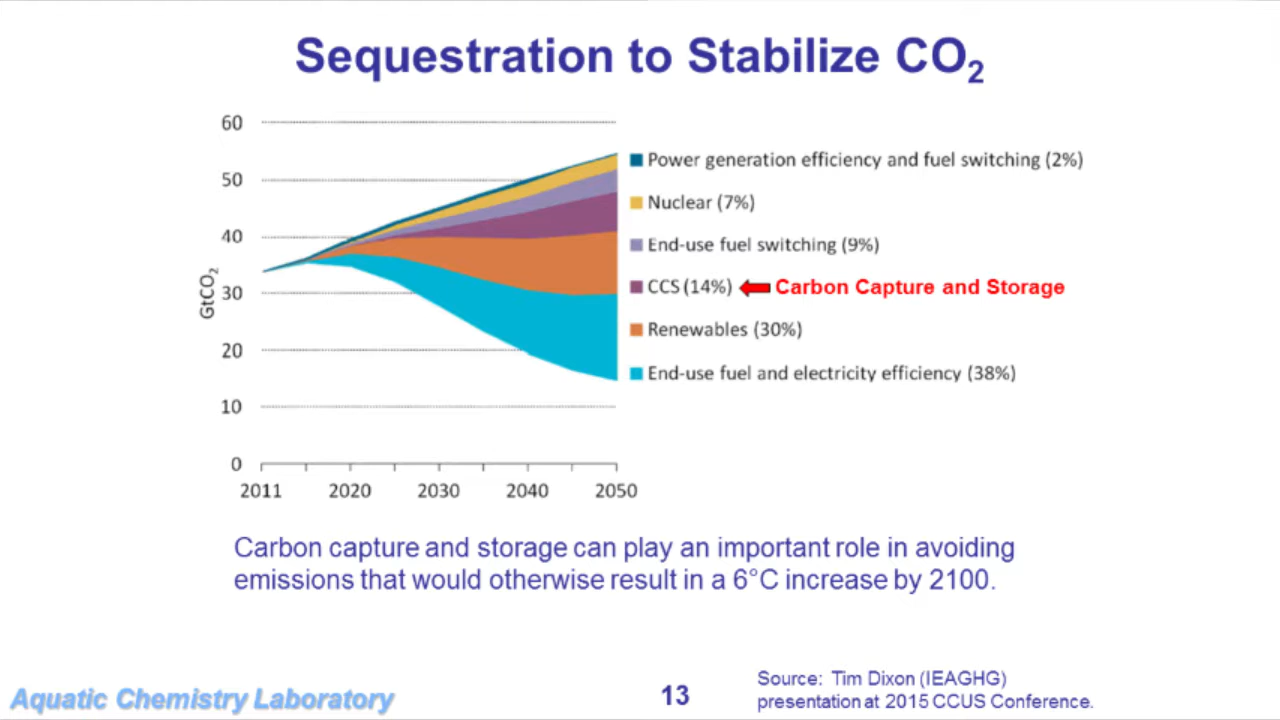 Sequestration to Stabilize CO₂
60
50
40
30
20
10
0
GtCO₂
2011 2020 2030 2040 2050
Power generation efficiency and fuel switching (2%)
Nuclear (7%)
End-use fuel switching (9%)
CCS (14%) Carbon Capture and Storage
Renewables (30%)
End-use fuel and electricity efficiency (38%)
Carbon capture and storage can play an important role in avoiding
emissions that would otherwise result in a 6°C increase by 2100.
Aquatic Chemistry Laboratory
13
Source: Tim Dixon (IEAGHG)
presentation at 2015 CCUS Conference.